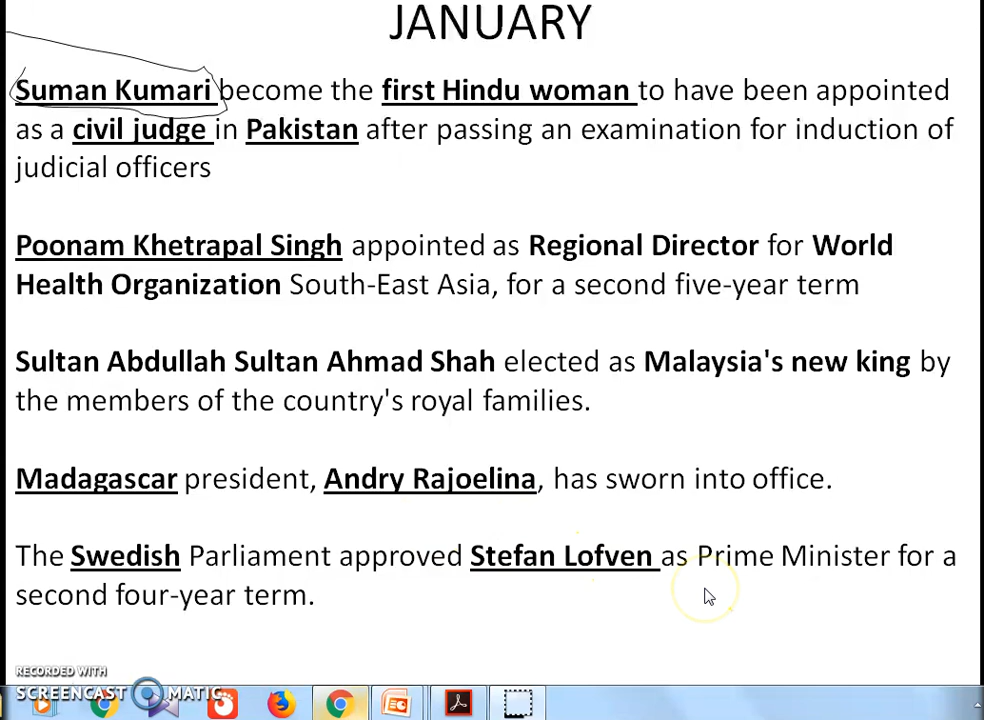 JANUARY
Suman Kumari become the first Hindu woman to have been appointed
as a civil judge in Pakistan after passing an examination for induction of
judicial officers
Poonam Khetrapal Singh appointed as Regional Director for World
Health Organization South-East Asia, for a second five-year term
Sultan Abdullah Sultan Ahmad Shah elected as Malaysia's new king by
the members of the country's royal families.
Madagascar president, Andry Rajoelina, has sworn into office.
The Swedish Parliament approved Stefan Lofven as Prime Minister for a
second four-year term.
RECORDED WITH
SCREENCAST MATIC